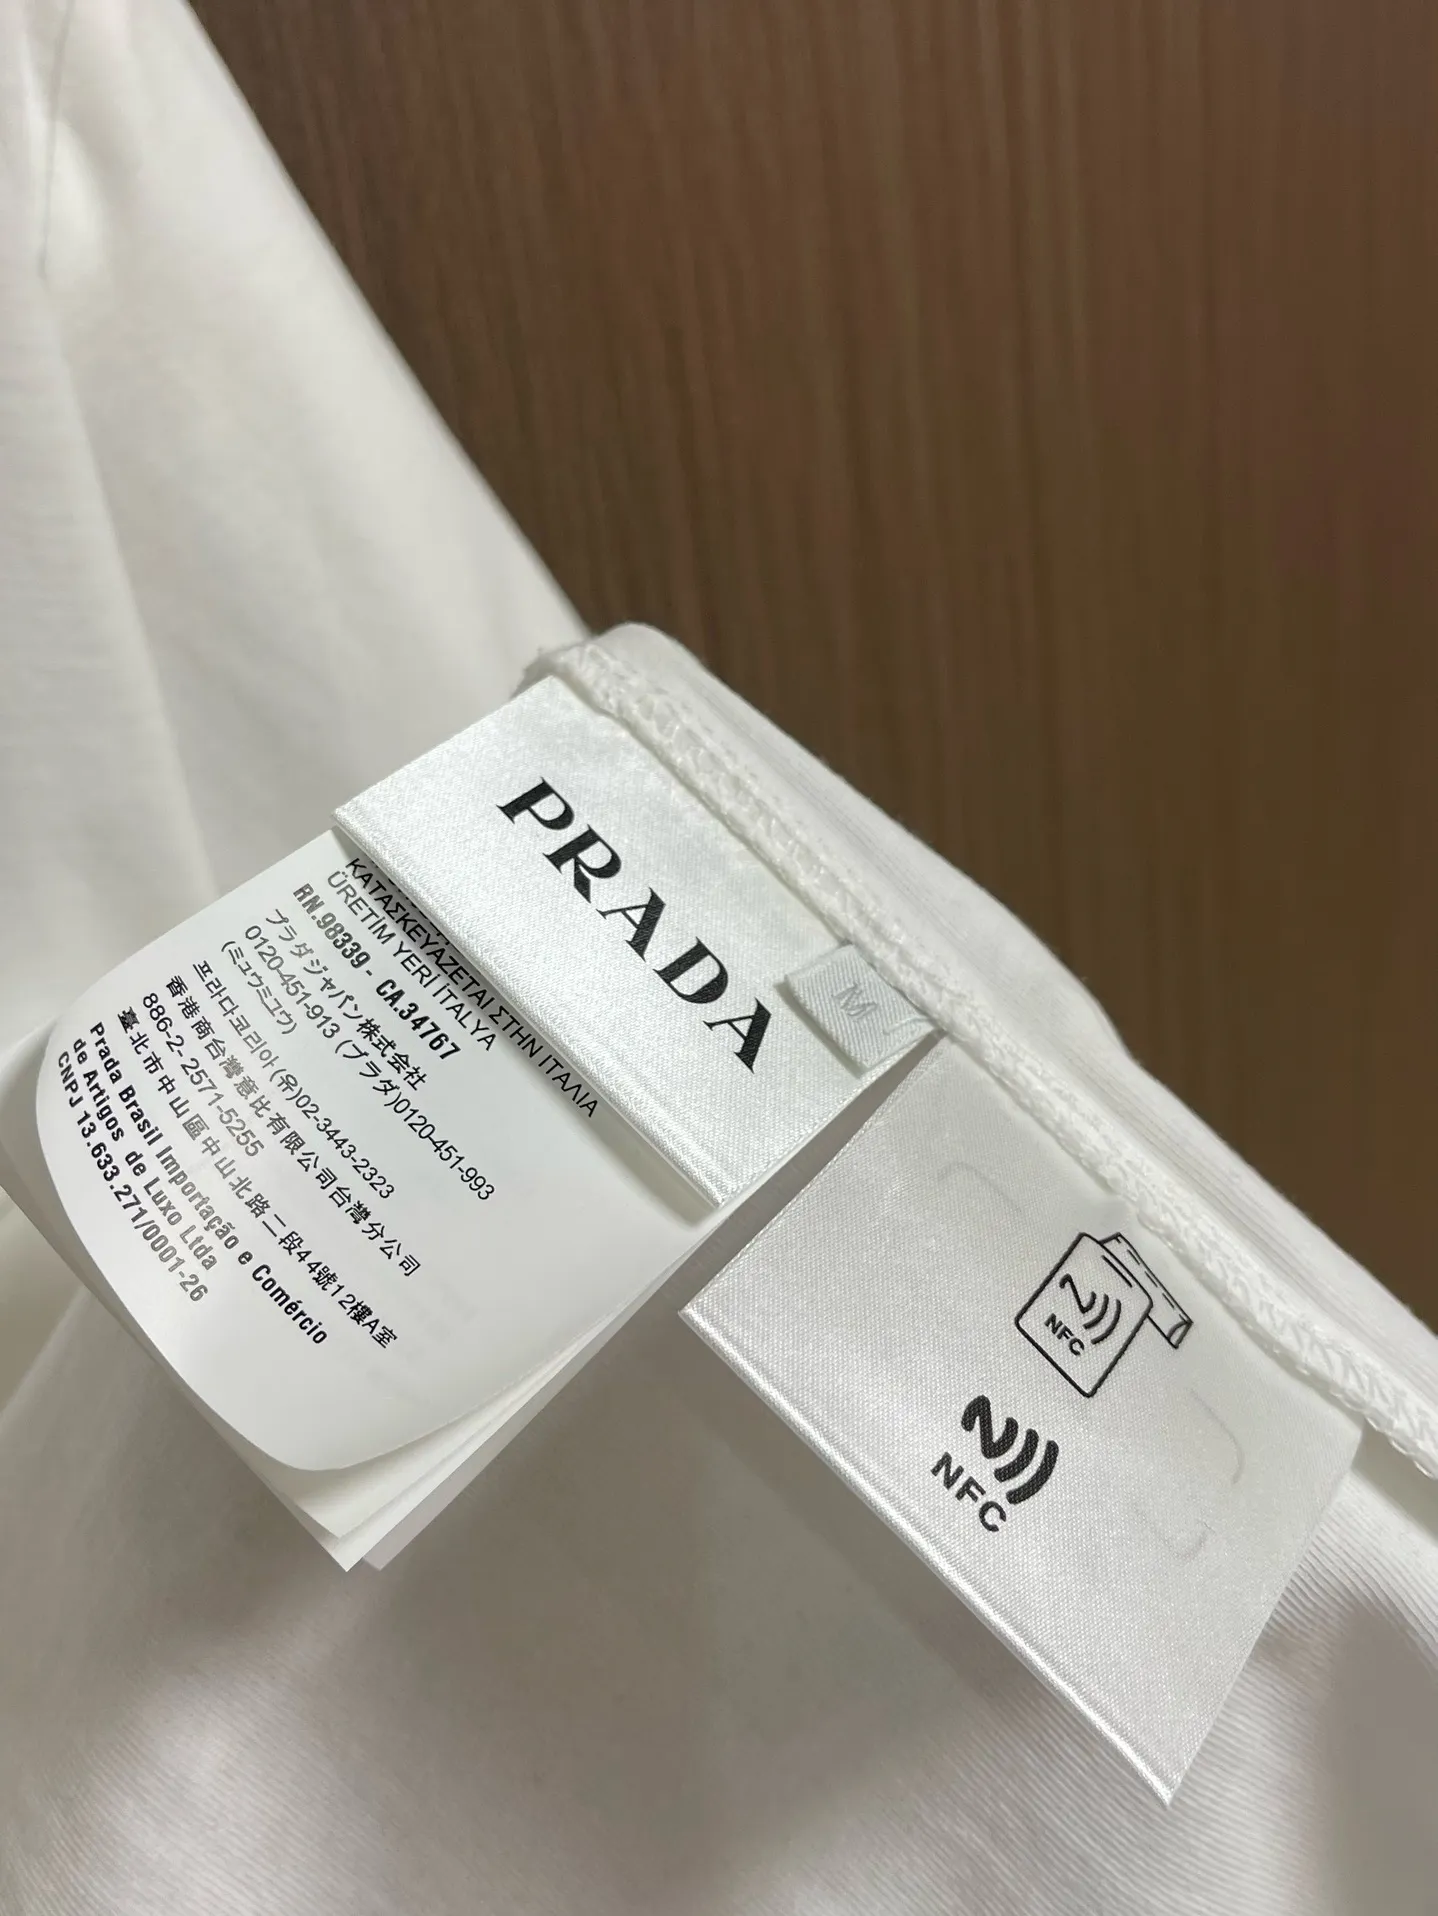 PRADA
M
ΚΑΤΑΣΚΕΥΑΖΕΤΑΙ ΣΤΗΝ ΙΤΑΛΙΑ
ÜRETİM YERİ İTALYA
RN.98339 - CA.34767
プラダジャパン株式会社
0120-451-913 (プラダ)0120-451-993
(ミュウミュウ)
프라다코리아 (유)02-3443-2323
香港商台灣意比有限公司台灣分公司
886-2- 2571-5255
臺北市中山區中山北路二段44號12樓A室
Prada Brasil Importação e Comércio
de Artigos de Luxo Ltda
CNPJ 13.633.271/0001-26
NFC
NFC